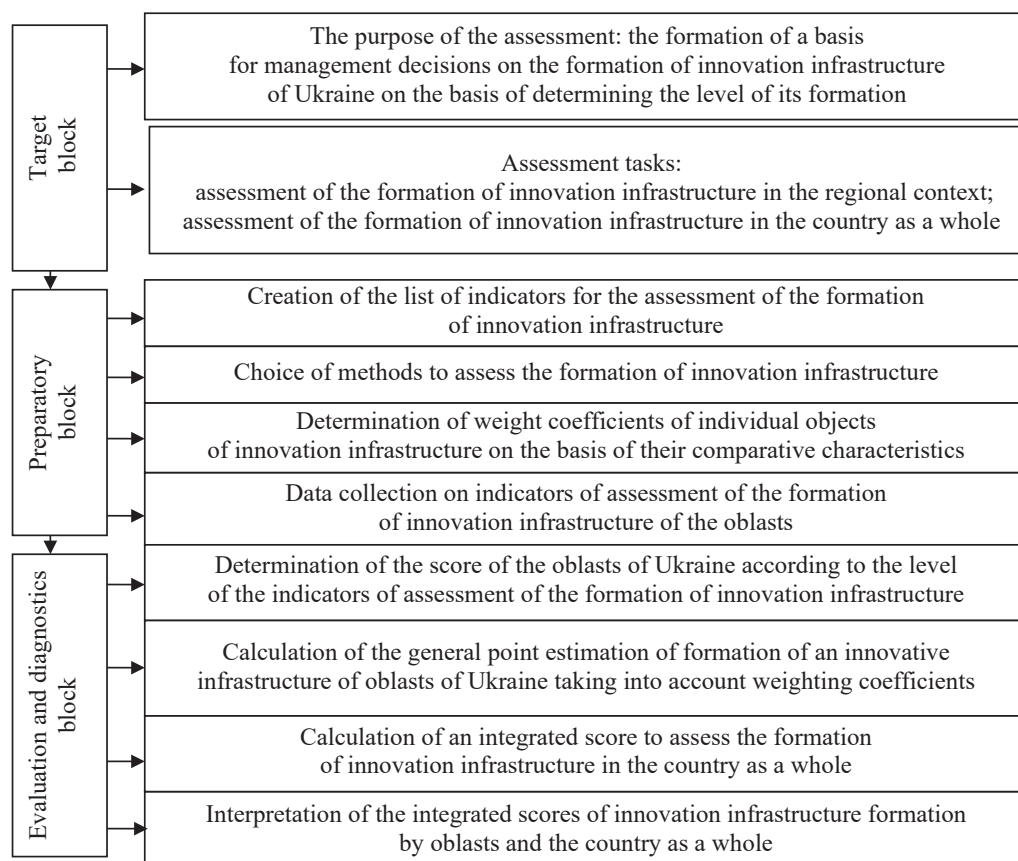 Target
block
The purpose of the assessment: the formation of a basis
for management decisions on the formation of innovation infrastructure
of Ukraine on the basis of determining the level of its formation
Assessment tasks:
assessment of the formation of innovation infrastructure in the regional context;
assessment of the formation of innovation infrastructure in the country as a whole
Preparatory
block
Creation of the list of indicators for the assessment of the formation
of innovation infrastructure
Choice of methods to assess the formation of innovation infrastructure
Determination of weight coefficients of individual objects
of innovation infrastructure on the basis of their comparative characteristics
Data collection on indicators of assessment of the formation
of innovation infrastructure of the oblasts
Evaluation and diagnostics
block
Determination of the score of the oblasts of Ukraine according to the level
of the indicators of assessment of the formation of innovation infrastructure
Calculation of the general point estimation of formation of an innovative
infrastructure of oblasts of Ukraine taking into account weighting coefficients
Calculation of an integrated score to assess the formation
of innovation infrastructure in the country as a whole
Interpretation of the integrated scores of innovation infrastructure formation
by oblasts and the country as a whole